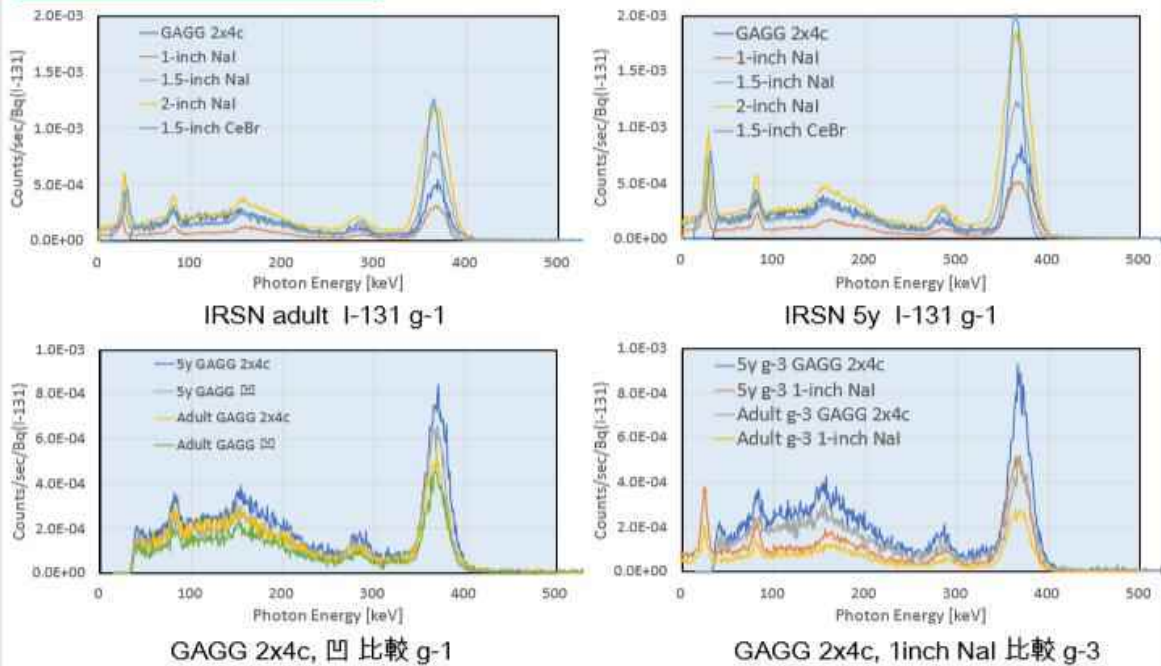 2.0E-03
1.5E-03
1.0E-03
5.0E-04
0.0E+00
Counts/sec/Bq(I-131)
GAGG 2x4c
1-inch NaI
1.5-inch NaI
2-inch NaI
1.5-inch CeBr
0 100 200 300 400 500
Photon Energy [keV]
IRSN adult I-131 g-1
2.0E-03
1.5E-03
1.0E-03
5.0E-04
0.0E+00
Counts/sec/Bq(I-131)
GAGG 2x4c
1-inch NaI
1.5-inch NaI
2-inch NaI
1.5-inch CeBr
0 100 200 300 400 500
Photon Energy [keV]
IRSN 5y I-131 g-1
1.0E-03
8.0E-04
6.0E-04
4.0E-04
2.0E-04
0.0E+00
Counts/sec/Bq(I-131)
5y GAGG 2x4c
5y GAGG 凹
Adult GAGG 2x4c
Adult GAGG 凹
0 100 200 300 400 500
Photon Energy [keV]
GAGG 2x4c, 凹 比較 g-1
1.0E-03
8.0E-04
6.0E-04
4.0E-04
2.0E-04
0.0E+00
Counts/sec/Bq(I-131)
5y g-3 GAGG 2x4c
5y g-3 1-inch NaI
Adult g-3 GAGG 2x4c
Adult g-3 1-inch NaI
0 100 200 300 400 500
Photon Energy [keV]
GAGG 2x4c, 1inch NaI 比較 g-3